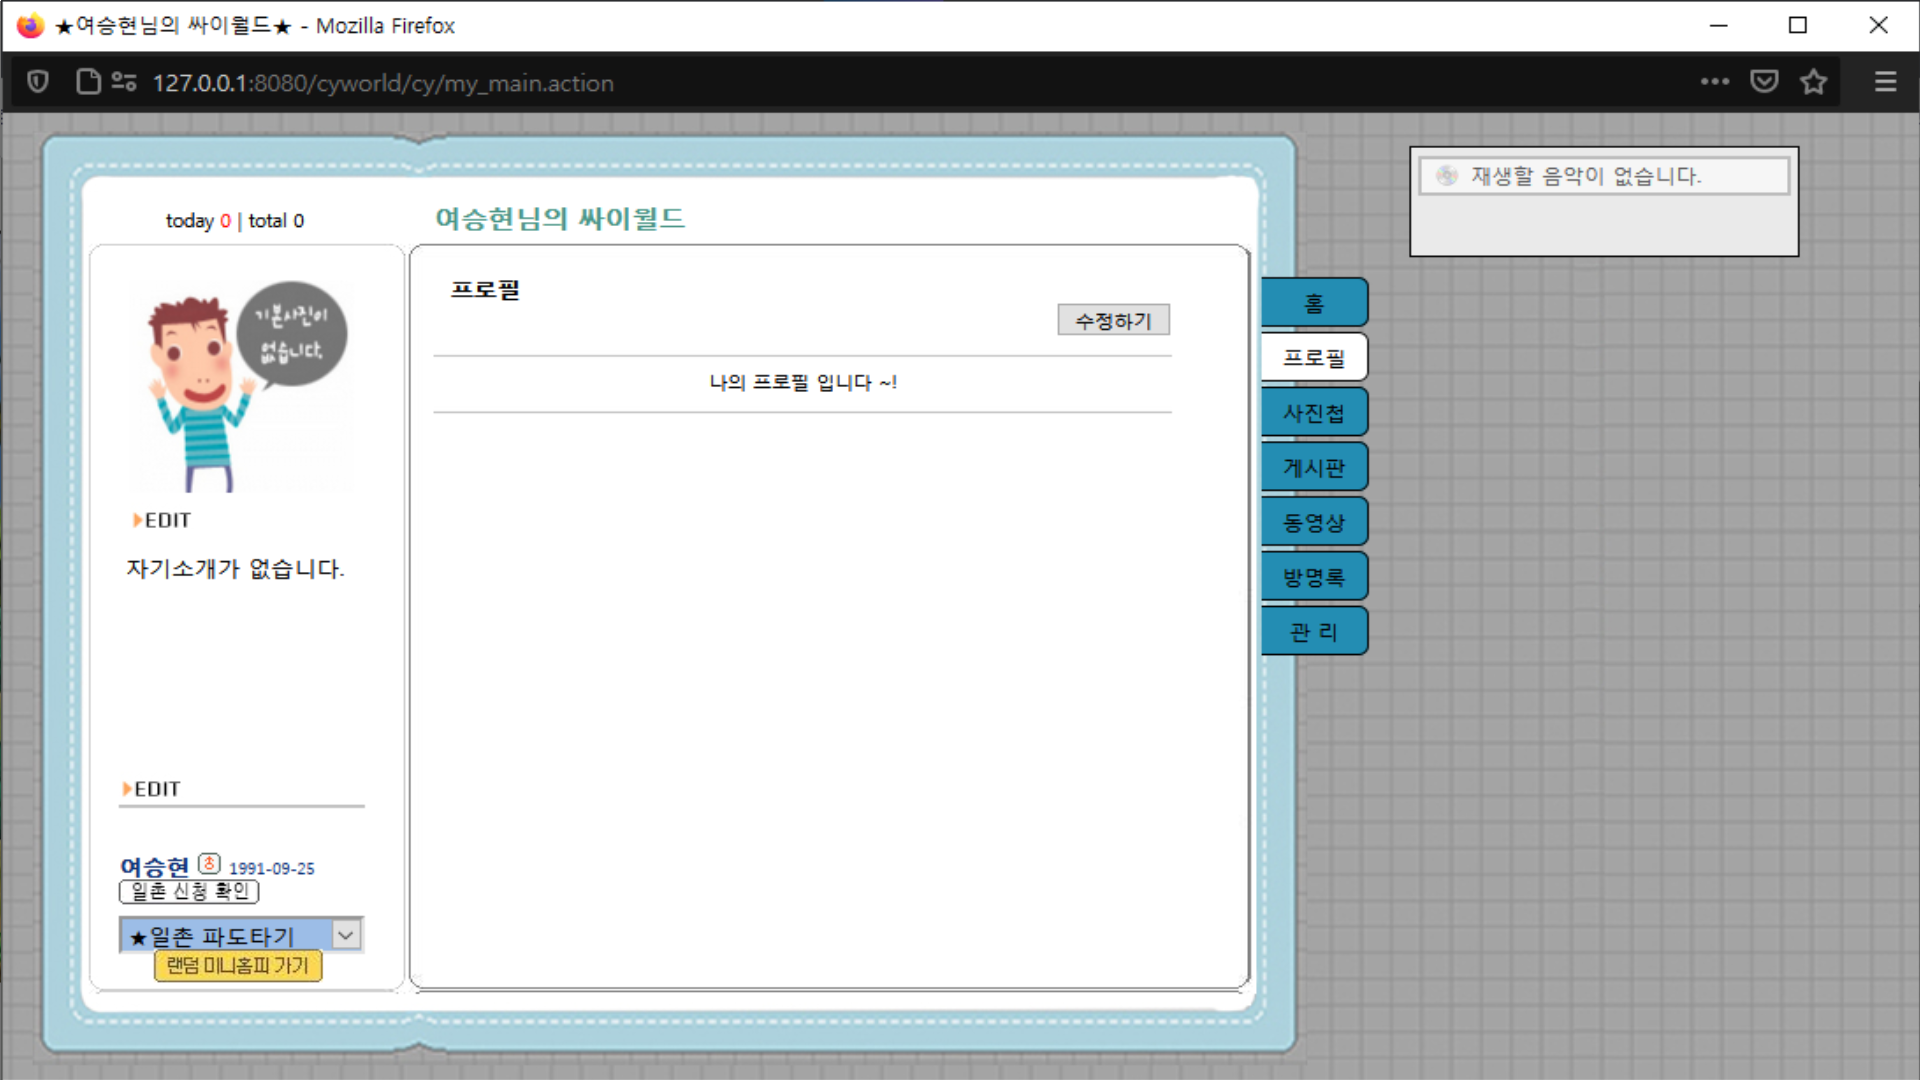 ★여승현님의 싸이월드★ - Mozilla Firefox
127.0.0.1:8080/cyworld/cy/my_main.action
today 0 | total 0
여승현님의 싸이월드
재생할 음악이 없습니다.
기본사진이
없습니다.
프로필
수정하기
나의 프로필 입니다 ~!
홈
프로필
사진첩
게시판
동영상
방명록
관 리
EDIT
자기소개가 없습니다.
EDIT
여승현 1991-09-25
일촌 신청 확인
★일촌 파도타기
랜덤 미니홈피 가기